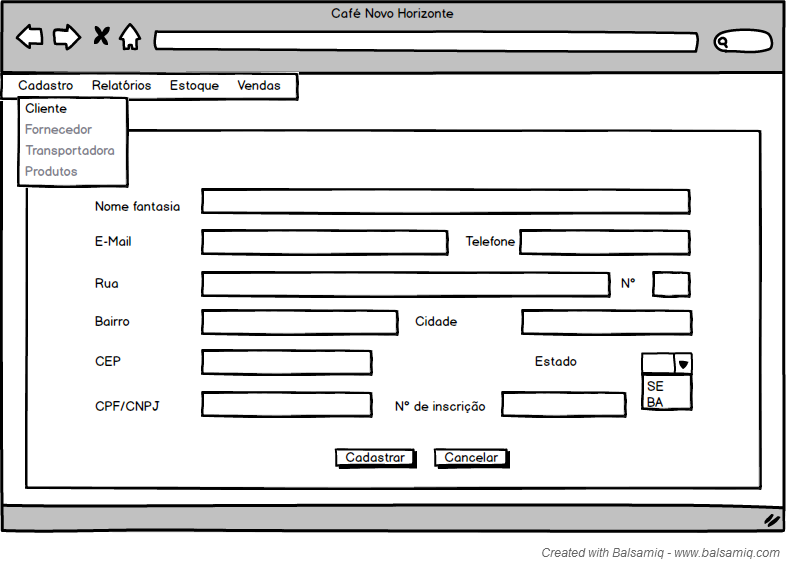 Café Novo Horizonte
Cadastro Relatórios Estoque Vendas
Cliente
Fornecedor
Transportadora
Produtos
Nome fantasia
E-Mail Telefone
Rua N°
Bairro Cidade
CEP Estado
SE
BA
CPF/CNPJ N° de inscrição
Cadastrar Cancelar
Created with Balsamiq - www.balsamiq.com